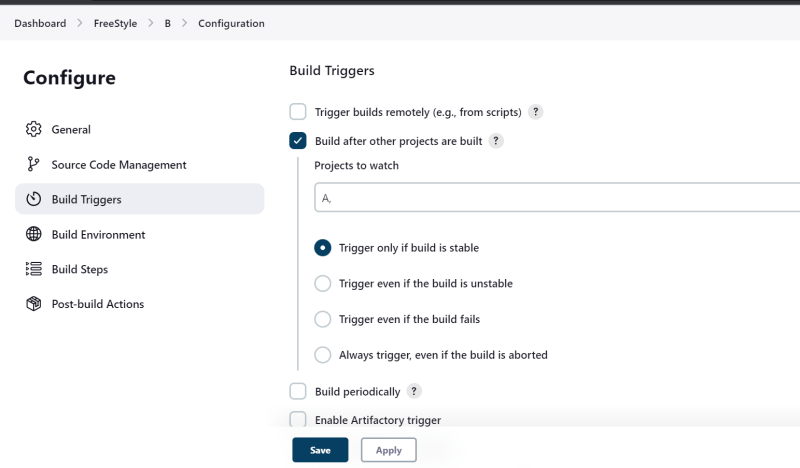 Dashboard > FreeStyle > B > Configuration
Configure
General
Source Code Management
Build Triggers
Build Environment
Build Steps
Post-build Actions
Build Triggers
Trigger builds remotely (e.g., from scripts) ?
Build after other projects are built ?
Projects to watch
A,
Trigger only if build is stable
Trigger even if the build is unstable
Trigger even if the build fails
Always trigger, even if the build is aborted
Build periodically ?
Enable Artifactory trigger
Save Apply